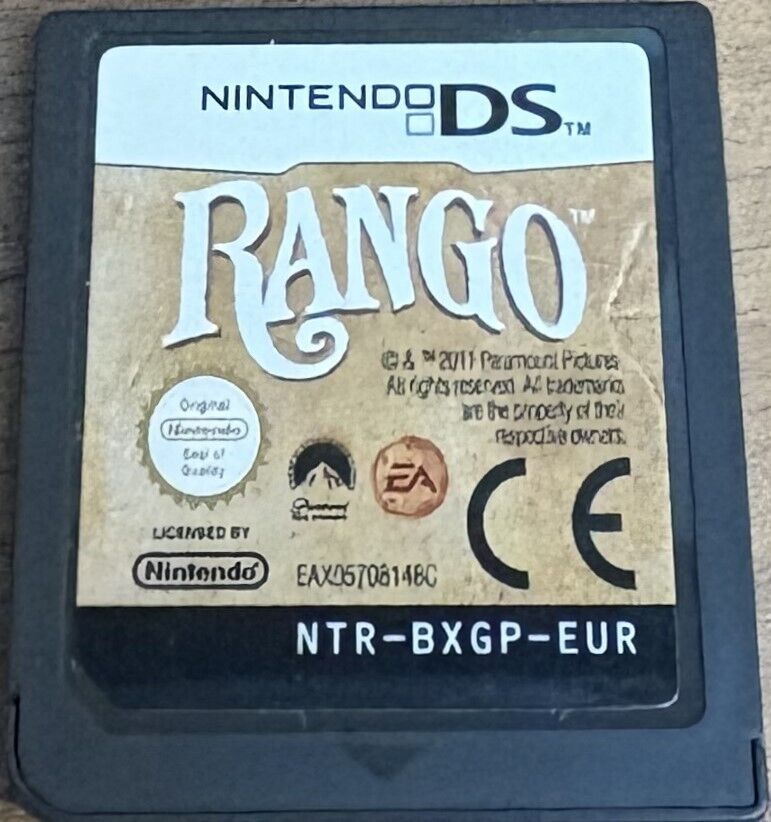 NINTENDO DS™
RANGO™
© & ™ 2011 Paramount Pictures
All rights reserved. All trademarks
are the property of their
respective owners.
Original
Nintendo
Seal of
Quality
Paramount
EA
CE
LICENSED BY
Nintendo
EAX05708148C
NTR-BXGP-EUR